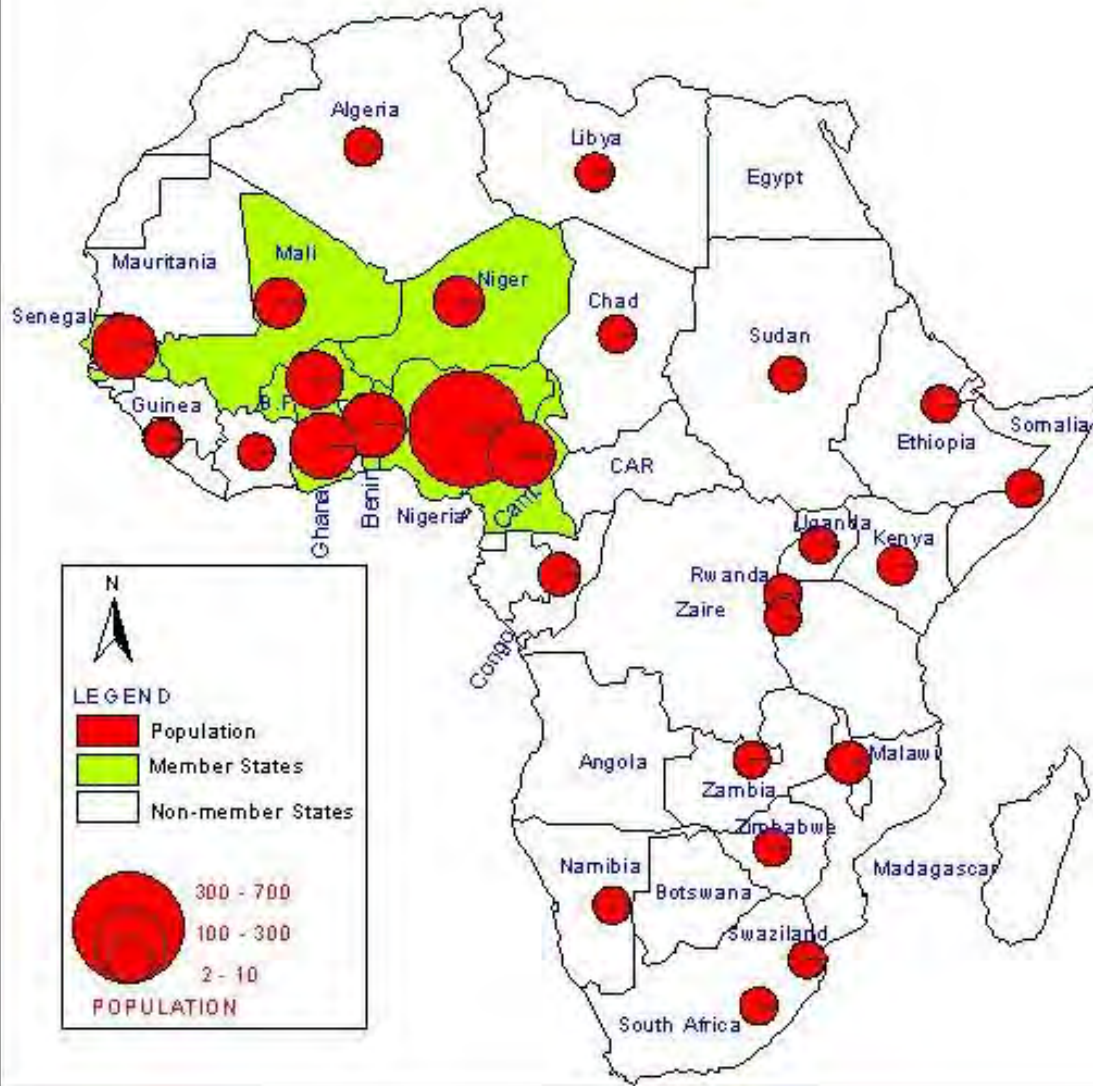 Algeria
Libya
Egypt
Mauritania
Mali
Niger
Chad
Senegal
Sudan
Guinea
B.F.
Ethiopia
Somalia
CAR
Ghana
Benin
Nigeria
Cam.
Uganda
Kenya
Rwanda
Zaire
Congo
Angola
Zambia
Malawi
Zimbabwe
Namibia
Botswana
Madagascar
Swaziland
South Africa
N
LEGEND
Population
Member States
Non-member States
300 - 700
100 - 300
2 - 10
POPULATION